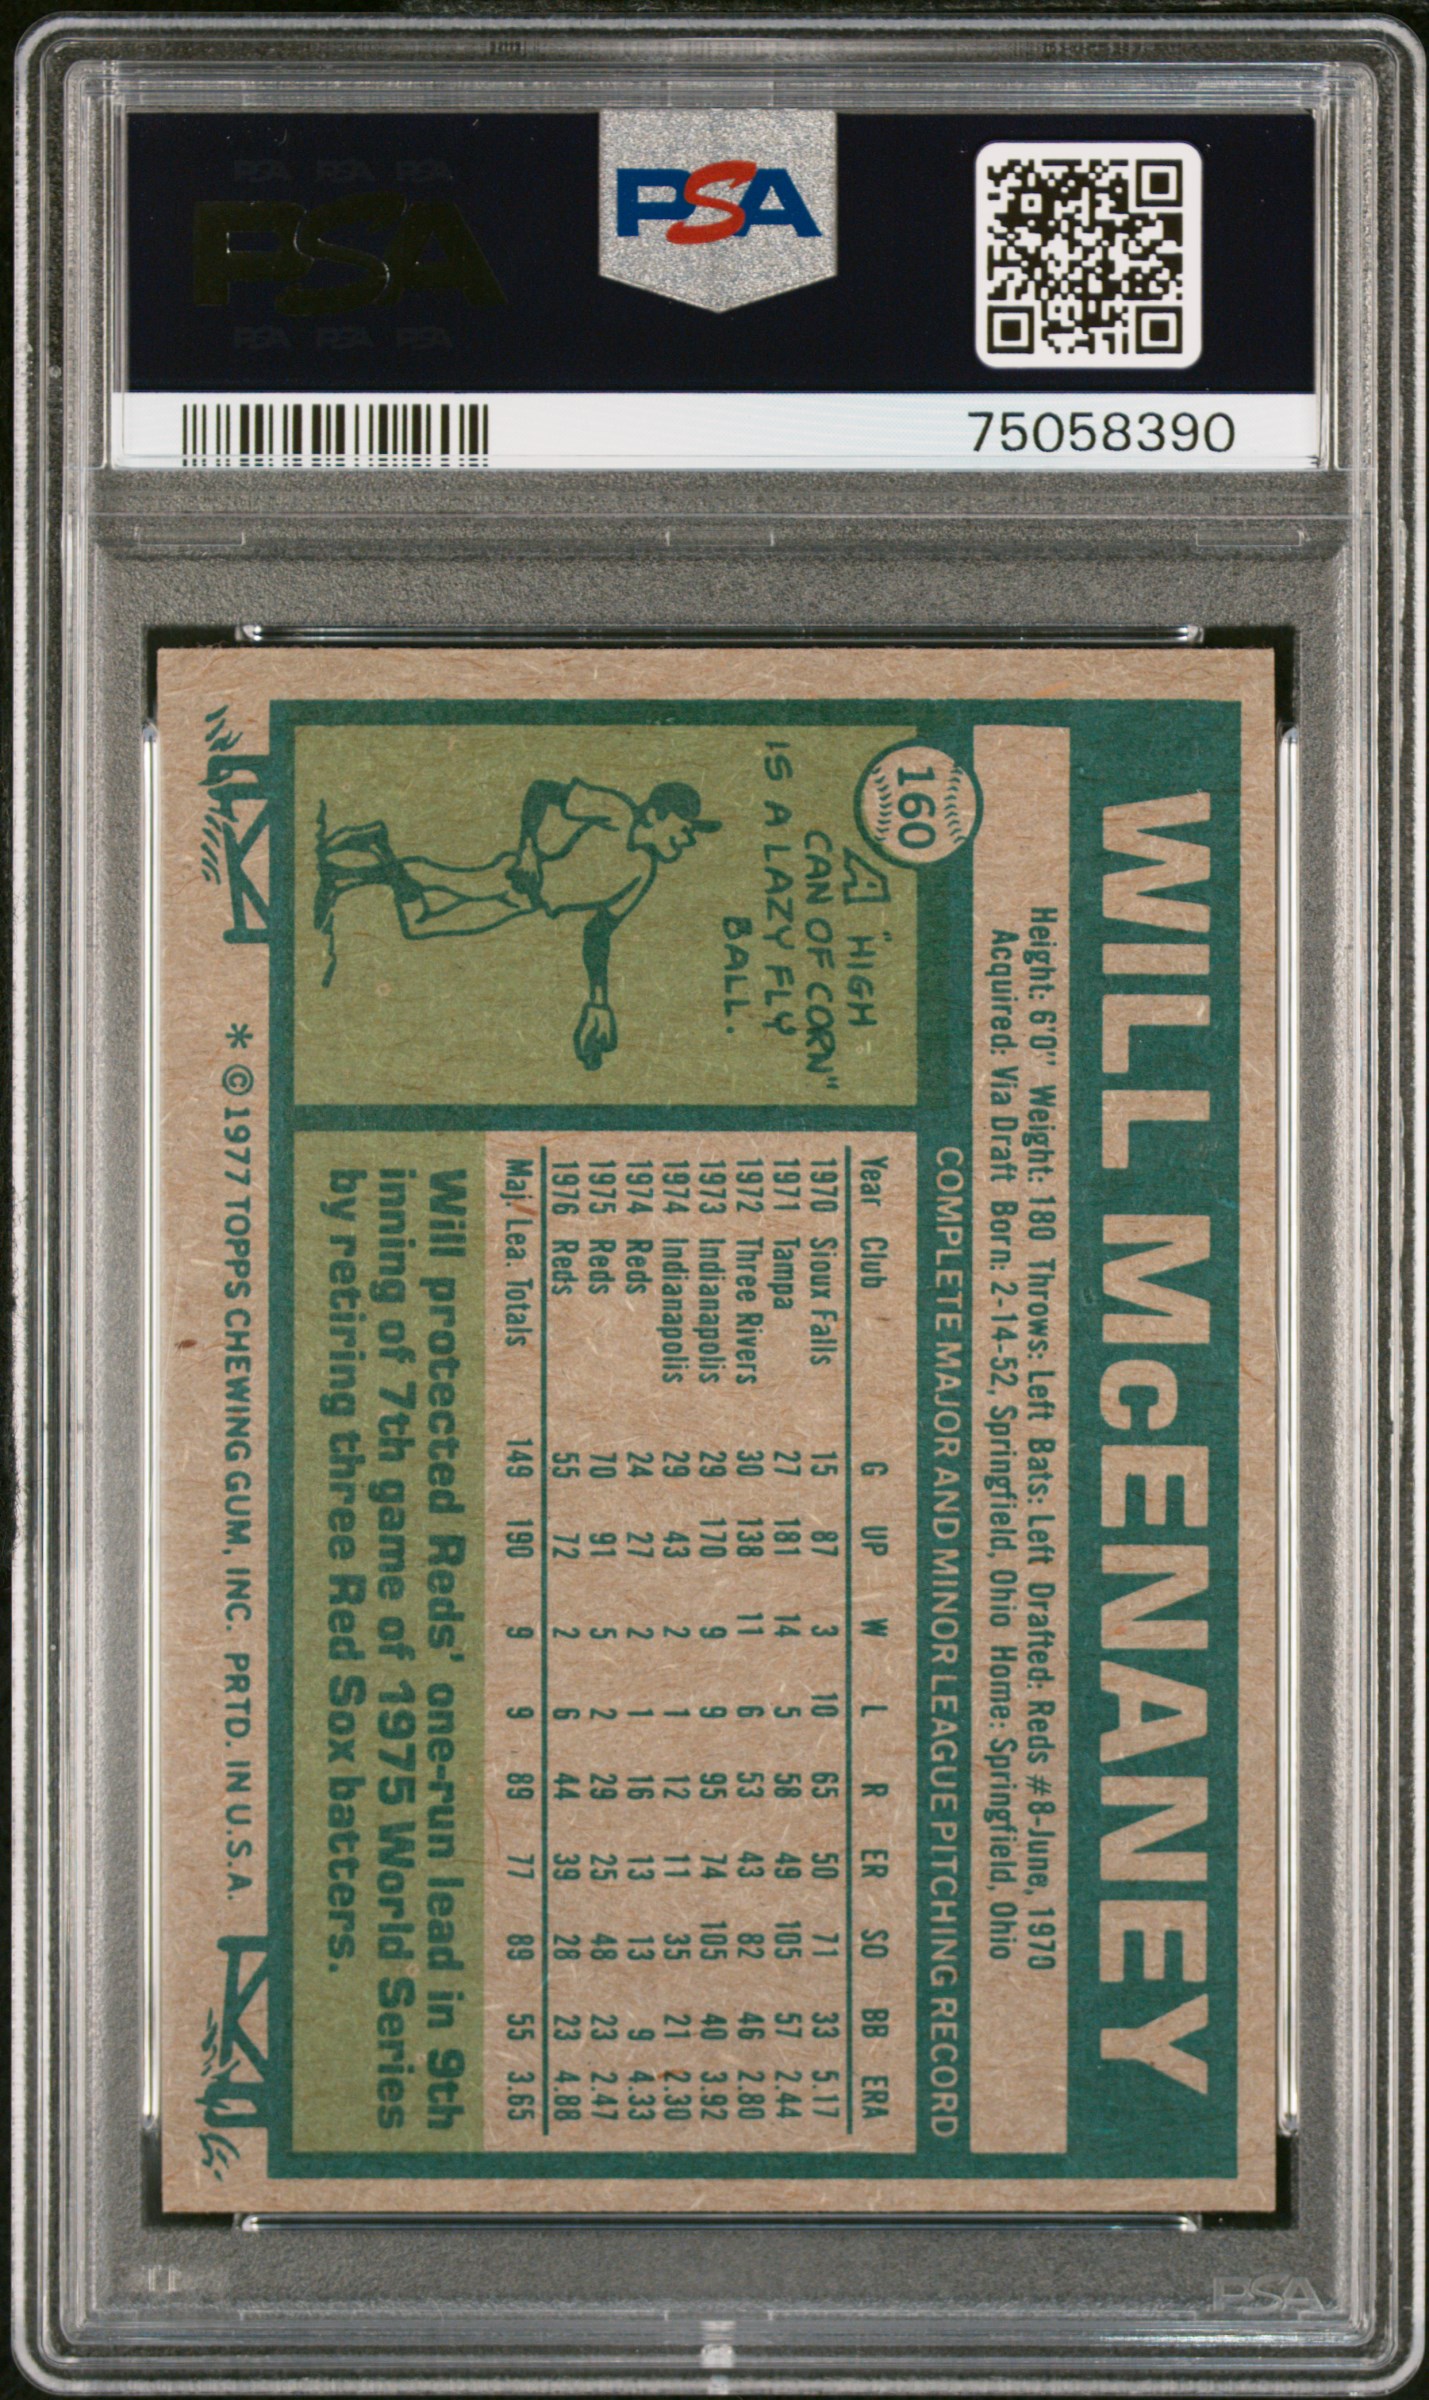 PSA PSA PSA
PSA
PSA PSA PSA
PSA
75058390
WILL McENANEY
Height: 6'0" Weight: 180 Throws: Left Bats: Left Drafted: Reds #8-June, 1970
Acquired: Via Draft Born: 2-14-52, Springfield, Ohio Home: Springfield, Ohio
160
COMPLETE MAJOR AND MINOR LEAGUE PITCHING RECORD
A "HIGH
CAN OF CORN"
IS A LAZY FLY
BALL.
Year Club G UP W L R ER SO BB ERA
1970 Sioux Falls 15 87 3 10 65 50 71 33 5.17
1971 Tampa 27 181 14 5 58 49 105 57 2.44
1972 Three Rivers 30 138 11 6 53 43 82 46 2.80
1973 Indianapolis 29 170 9 9 95 74 105 40 3.92
1974 Indianapolis 29 43 2 1 12 11 35 21 2.30
1974 Reds 24 27 2 1 16 13 13 9 4.33
1975 Reds 70 91 5 2 29 25 48 23 2.47
1976 Reds 55 72 2 6 44 39 28 23 4.88
Maj. Lea. Totals 149 190 9 9 89 77 89 55 3.65
Will protected Reds' one-run lead in 9th
inning of 7th game of 1975 World Series
by retiring three Red Sox batters.
* © 1977 TOPPS CHEWING GUM, INC. PRTD. IN U.S.A.
PSA